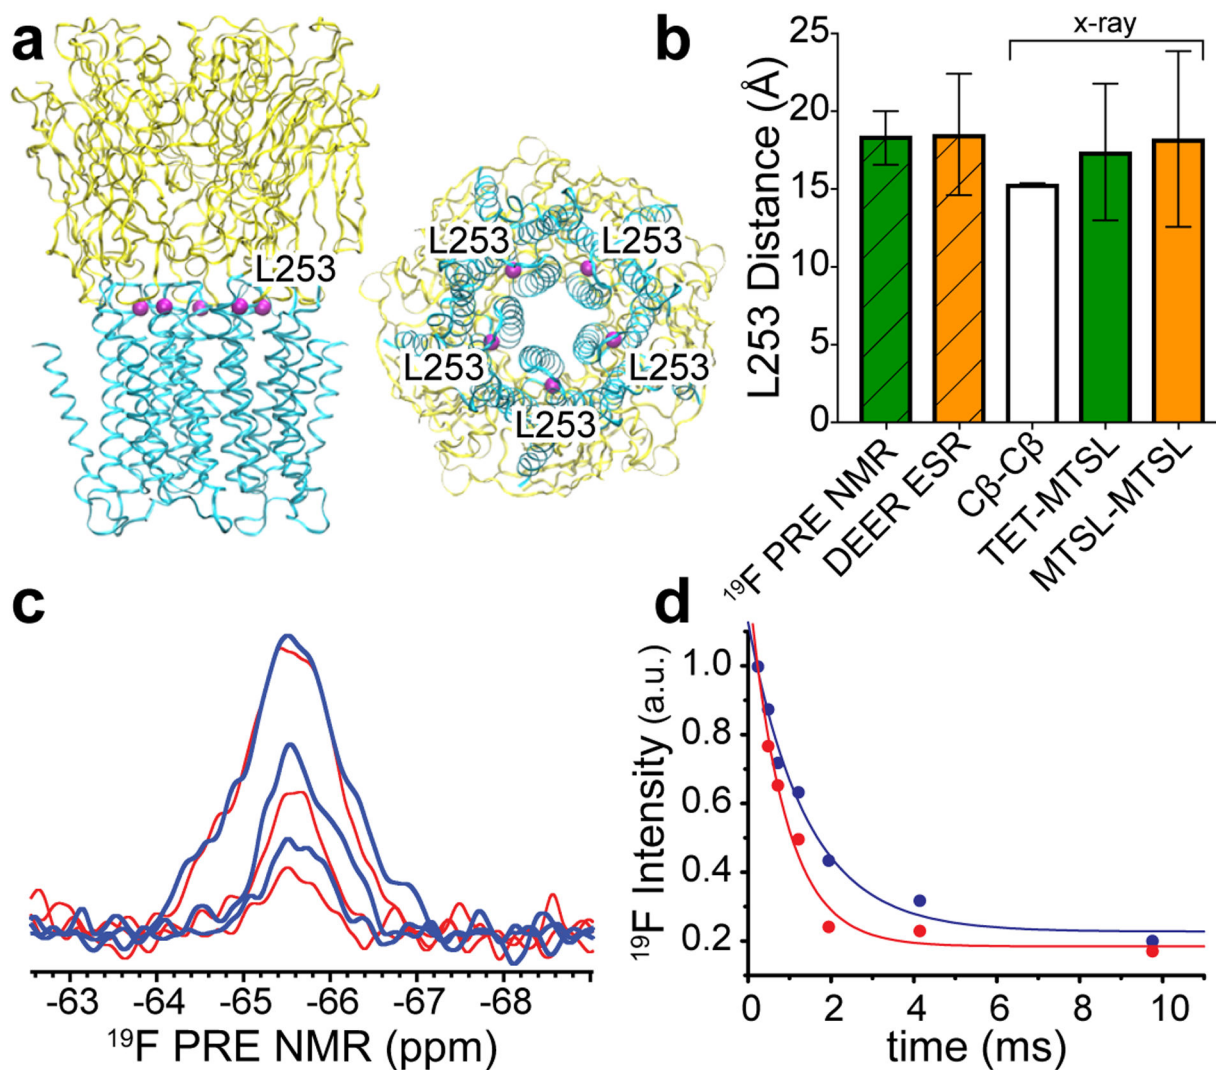 a
L253
L253
L253
L253
L253
L253
b
x-ray
L253 Distance (Å)
25
20
15
10
5
0
¹⁹F PRE NMR
DEER ESR
Cβ-Cβ
TET-MTSL
MTSL-MTSL
c
-63
-64
-65
-66
-67
-68
¹⁹F PRE NMR (ppm)
d
¹⁹F Intensity (a.u.)
1.0
0.8
0.6
0.4
0.2
0
2
4
6
8
10
time (ms)